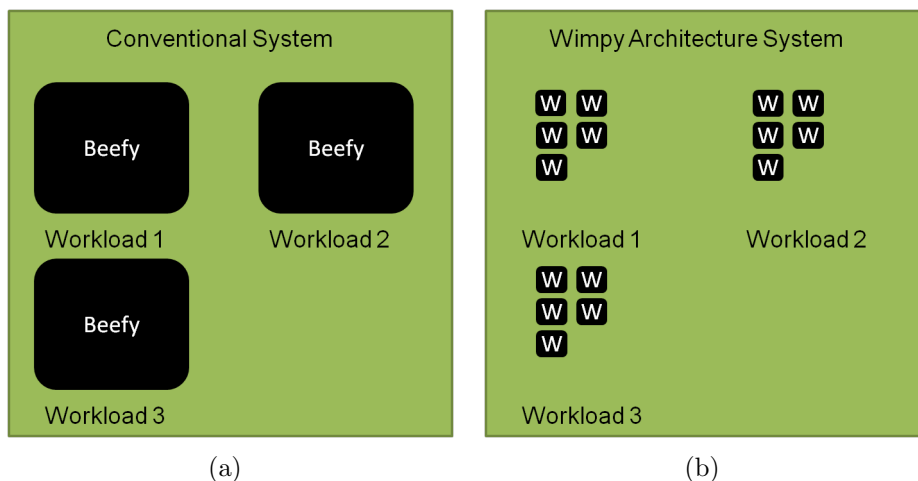 Conventional System
Beefy
Beefy
Workload 1
Workload 2
Beefy
Workload 3
(a)
Wimpy Architecture System
W W
W W
W
W W
W W
W
Workload 1
Workload 2
W W
W W
W
Workload 3
(b)